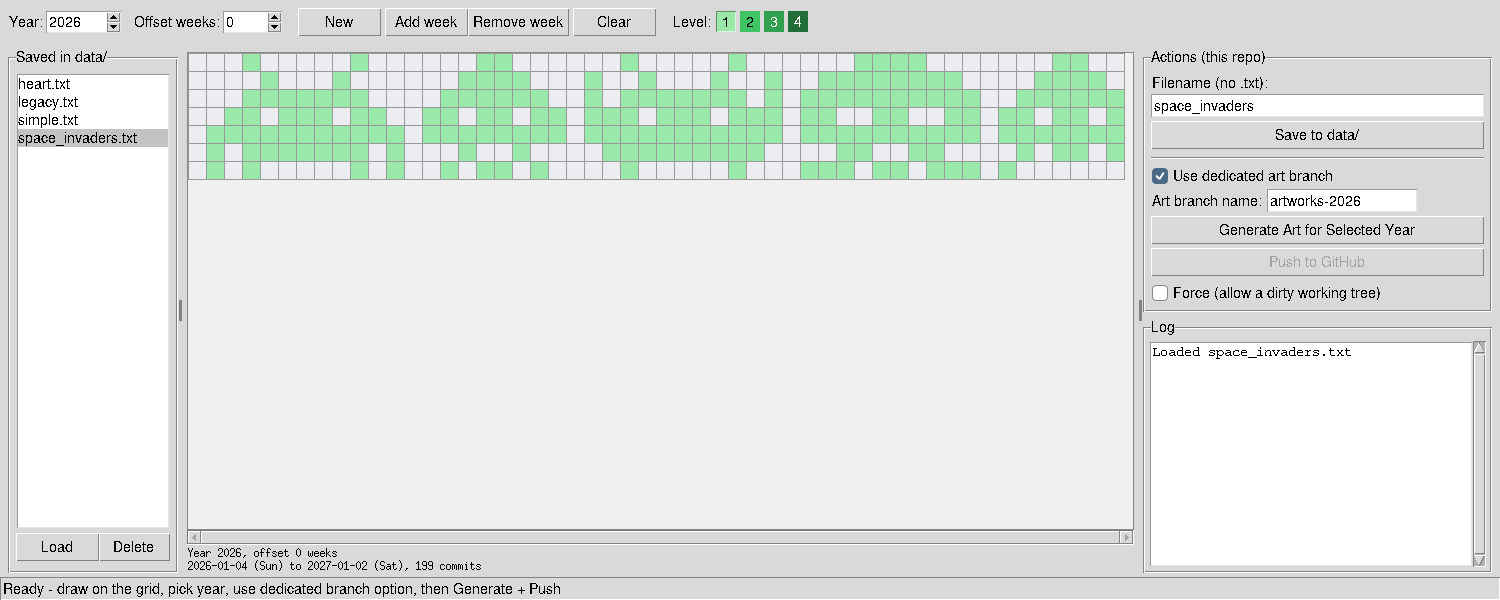 Year: 2026 Offset weeks: 0 New Add week Remove week Clear Level: 1 2 3 4
Saved in data/
heart.txt
legacy.txt
simple.txt
space_invaders.txt
Load Delete
Year 2026, offset 0 weeks
2026-01-04 (Sun) to 2027-01-02 (Sat), 199 commits
Actions (this repo)
Filename (no .txt):
space_invaders
Save to data/
Use dedicated art branch
Art branch name: artworks-2026
Generate Art for Selected Year
Push to GitHub
Force (allow a dirty working tree)
Log
Loaded space_invaders.txt
Ready - draw on the grid, pick year, use dedicated branch option, then Generate + Push